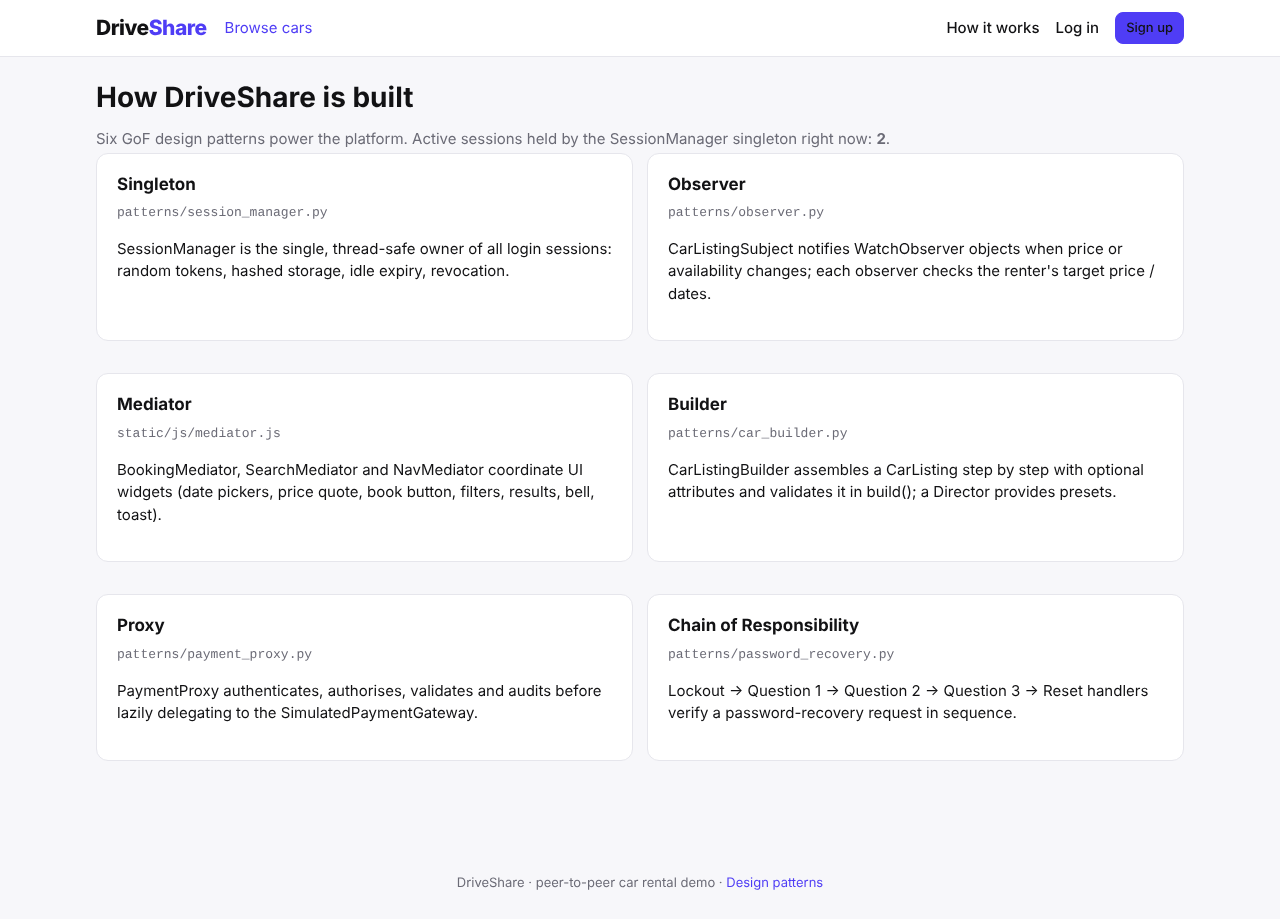 DriveShare Browse cars How it works Log in Sign up
How DriveShare is built
Six GoF design patterns power the platform. Active sessions held by the SessionManager singleton right now: 2.
Singleton
patterns/session_manager.py
SessionManager is the single, thread-safe owner of all login sessions:
random tokens, hashed storage, idle expiry, revocation.
Observer
patterns/observer.py
CarListingSubject notifies WatchObserver objects when price or
availability changes; each observer checks the renter's target price /
dates.
Mediator
static/js/mediator.js
BookingMediator, SearchMediator and NavMediator coordinate UI
widgets (date pickers, price quote, book button, filters, results, bell,
toast).
Builder
patterns/car_builder.py
CarListingBuilder assembles a CarListing step by step with optional
attributes and validates it in build(); a Director provides presets.
Proxy
patterns/payment_proxy.py
PaymentProxy authenticates, authorises, validates and audits before
lazily delegating to the SimulatedPaymentGateway.
Chain of Responsibility
patterns/password_recovery.py
Lockout → Question 1 → Question 2 → Question 3 → Reset handlers
verify a password-recovery request in sequence.
DriveShare · peer-to-peer car rental demo · Design patterns